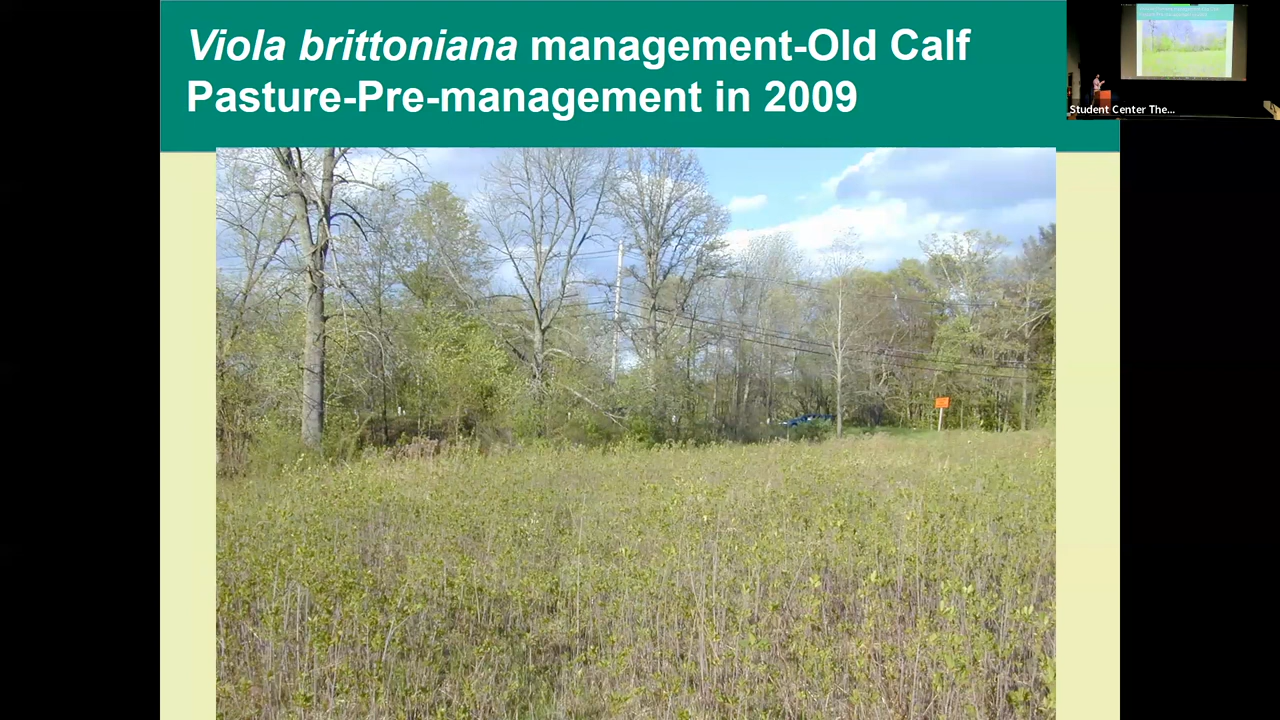 Viola brittoniana management-Old Calf
Pasture-Pre-management in 2009
Student Center The...